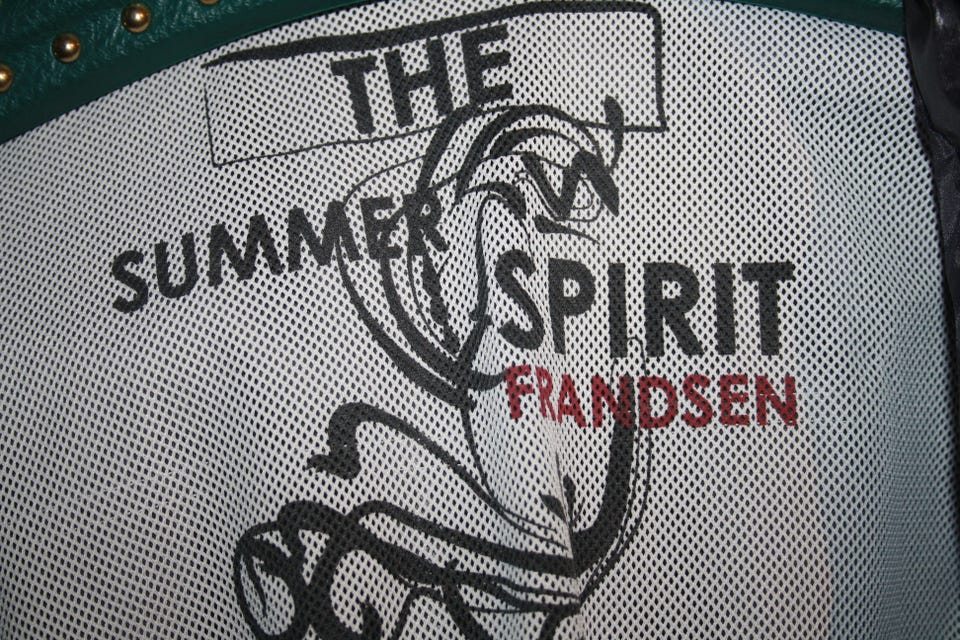 THE
SUMMER
SPIRIT
FRANDSEN